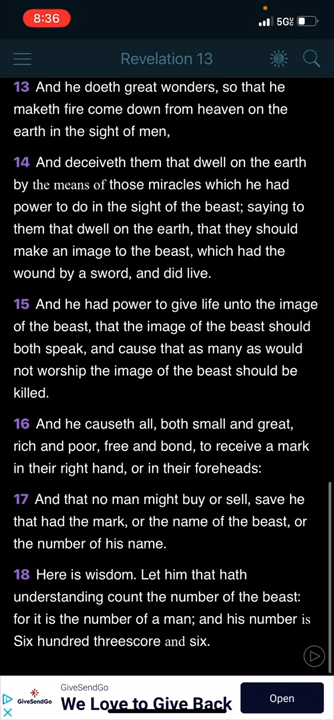 8:36
5G
Revelation 13
13 And he doeth great wonders, so that he
maketh fire come down from heaven on the
earth in the sight of men,
14 And deceiveth them that dwell on the earth
by the means of those miracles which he had
power to do in the sight of the beast; saying to
them that dwell on the earth, that they should
make an image to the beast, which had the
wound by a sword, and did live.
15 And he had power to give life unto the image
of the beast, that the image of the beast should
both speak, and cause that as many as would
not worship the image of the beast should be
killed.
16 And he causeth all, both small and great,
rich and poor, free and bond, to receive a mark
in their right hand, or in their foreheads:
17 And that no man might buy or sell, save he
that had the mark, or the name of the beast, or
the number of his name.
18 Here is wisdom. Let him that hath
understanding count the number of the beast:
for it is the number of a man; and his number is
Six hundred threescore and six.
GiveSendGo
GiveSendGo
We Love to Give Back
Open